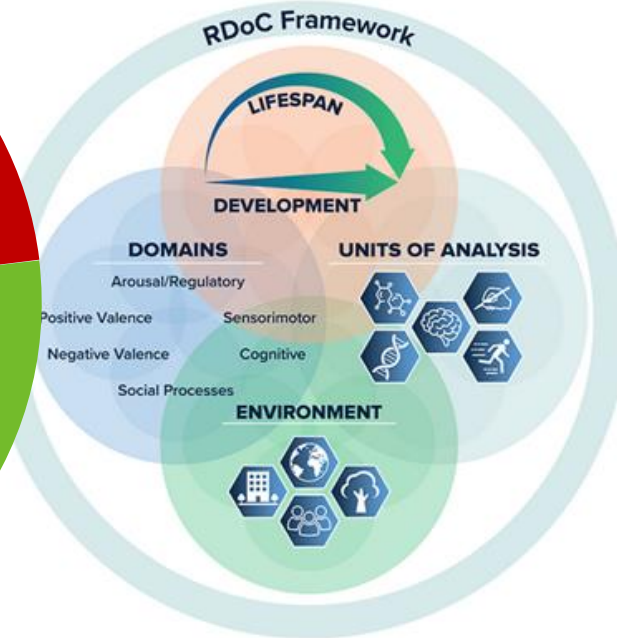 RDoC Framework
LIFESPAN
DEVELOPMENT
DOMAINS
Arousal/Regulatory
Positive Valence
Sensorimotor
Negative Valence
Cognitive
Social Processes
UNITS OF ANALYSIS
ENVIRONMENT